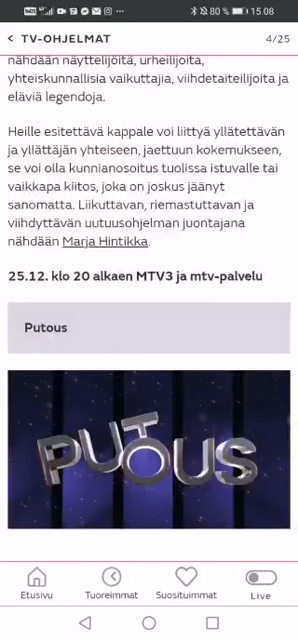 80 % 15.08
TV-OHJELMAT 4/25
nähdään näyttelijöitä, urheilijoita,
yhteiskunnallisia vaikuttajia, viihdetaiteilijoita ja
eläviä legendoja.
Heille esitettävä kappale voi liittyä yllätettävän
ja yllättäjän yhteiseen, jaettuun kokemukseen,
se voi olla kunnianosoitus tuolissa istuvalle tai
vaikkapa kiitos, joka on joskus jäänyt
sanomatta. Liikuttavan, riemastuttavan ja
viihdyttävän uutuusohjelman juontajana
nähdään Marja Hintikka.
25.12. klo 20 alkaen MTV3 ja mtv-palvelu
Putous
PUTOUS
Etusivu Tuoreimmat Suosituimmat Live